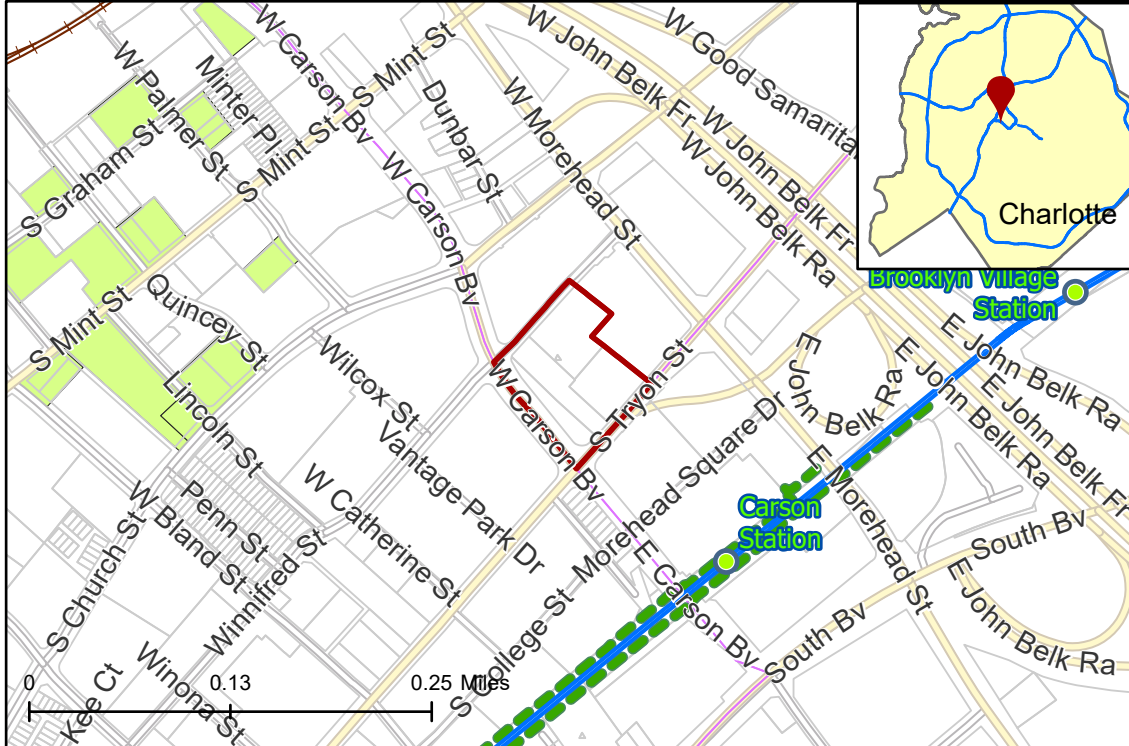 W Carson Bv
S Mint St
W Good Samaritan
W John Belk Fr
W Palmer St
Minter Pl
Dunbar St
W Morehead St
W John Belk Fr
W John Belk Ra
S Graham St
S Mint St
W Carson Bv
W John Belk Fr
W John Belk Ra
Charlotte
Brooklyn Village
Station
S Mint St
Quincey St
Wilcox St
Lincoln St
W Carson Bv
S Tryon St
E John Belk Ra
E John Belk Ra
E John Belk Ra
E John Belk Fr
Vantage Park Dr
W Catherine St
Morehead Square Dr
E Morehead St
Carson
Station
Penn St
W Bland St
Winnifred St
S Church St
S College St
E Carson Bv
South Bv
South Bv
E John Belk Ra
Winona St
Kee Ct
0
0.13
0.25 Miles